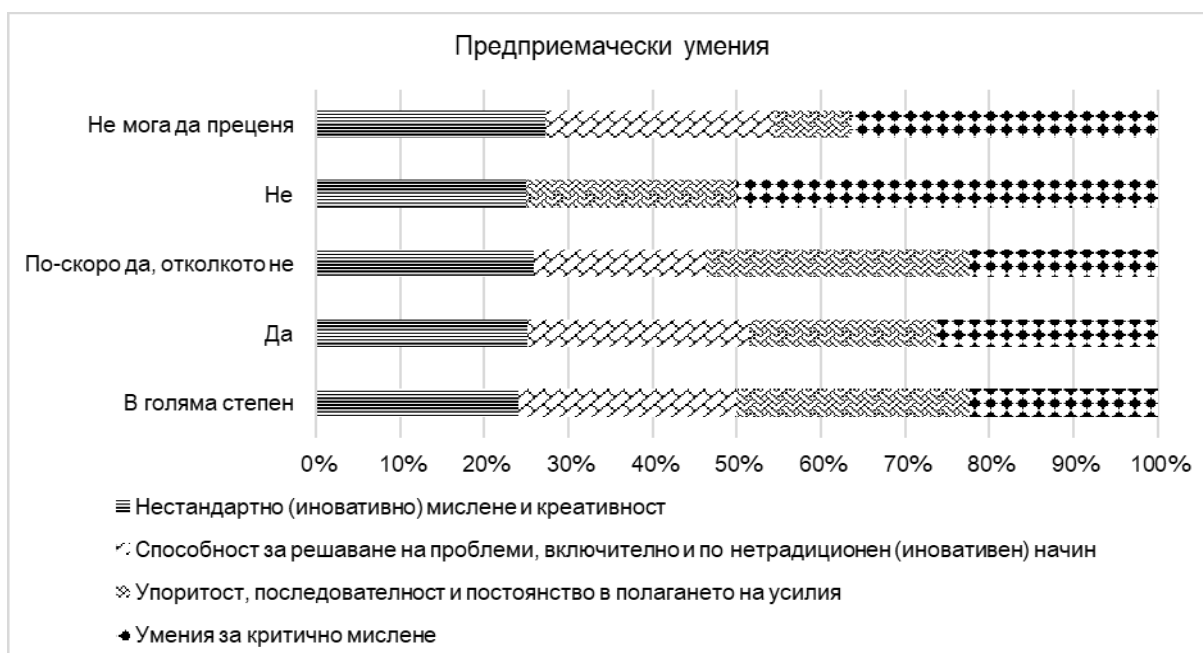 Предприемачески умения
Не мога да преценя
Не
По-скоро да, отколкото не
Да
В голяма степен
0% 10% 20% 30% 40% 50% 60% 70% 80% 90% 100%
Нестандартно (иновативно) мислене и креативност
Способност за решаване на проблеми, включително и по нетрадиционен (иновативен) начин
Упоритост, последователност и постоянство в полагането на усилия
Умения за критично мислене